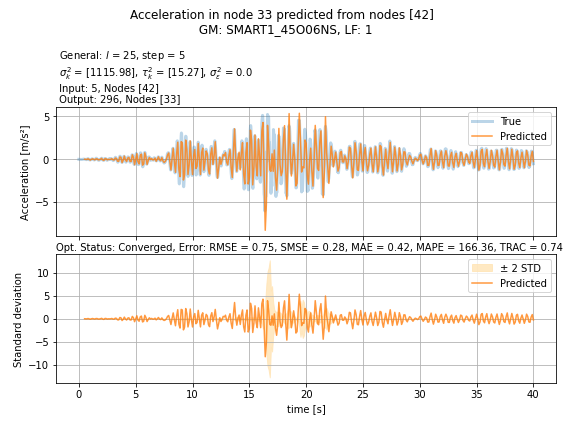 Acceleration in node 33 predicted from nodes [42]
GM: SMART1_45O06NS, LF: 1
General: l = 25, step = 5
σ²_k = [1115.98], τ²_k = [15.27], σ²_ε = 0.0
Input: 5, Nodes [42]
Output: 296, Nodes [33]
Acceleration [m/s²]
5
0
−5
True
Predicted
Opt. Status: Converged, Error: RMSE = 0.75, SMSE = 0.28, MAE = 0.42, MAPE = 166.36, TRAC = 0.74
Standard deviation
10
5
0
−5
−10
± 2 STD
Predicted
0 5 10 15 20 25 30 35 40
time [s]